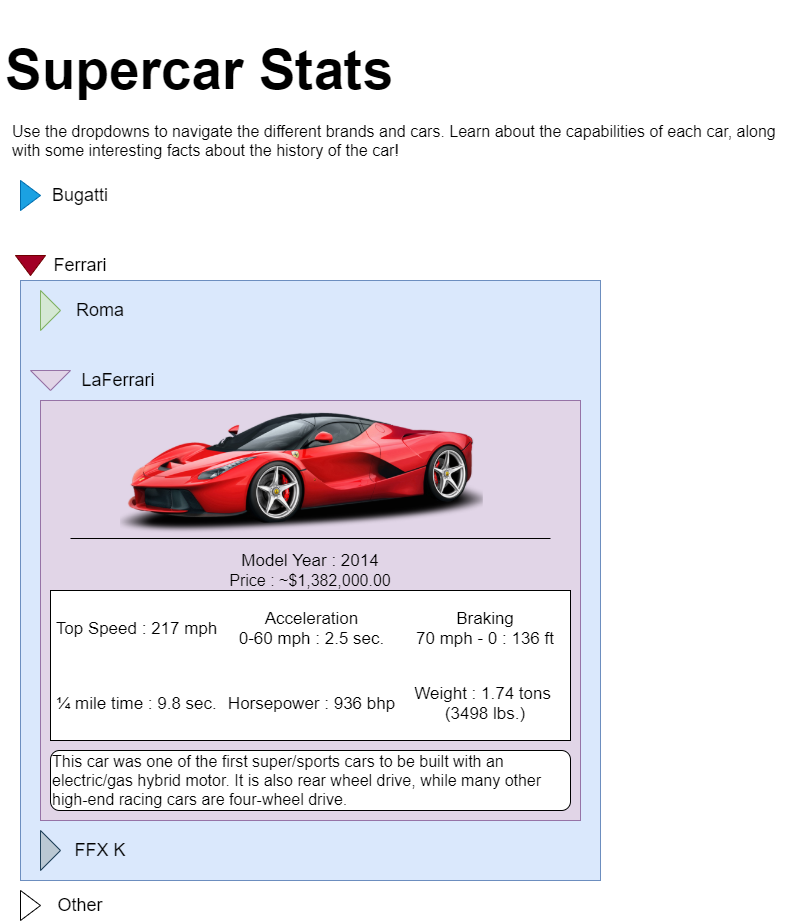 Supercar Stats
Use the dropdowns to navigate the different brands and cars. Learn about the capabilities of each car, along
with some interesting facts about the history of the car!
Bugatti
Ferrari
Roma
LaFerrari
Model Year : 2014
Price : ~$1,382,000.00
Top Speed : 217 mph
Acceleration
0-60 mph : 2.5 sec.
Braking
70 mph - 0 : 136 ft
¼ mile time : 9.8 sec.
Horsepower : 936 bhp
Weight : 1.74 tons
(3498 lbs.)
This car was one of the first super/sports cars to be built with an
electric/gas hybrid motor. It is also rear wheel drive, while many other
high-end racing cars are four-wheel drive.
FFX K
Other